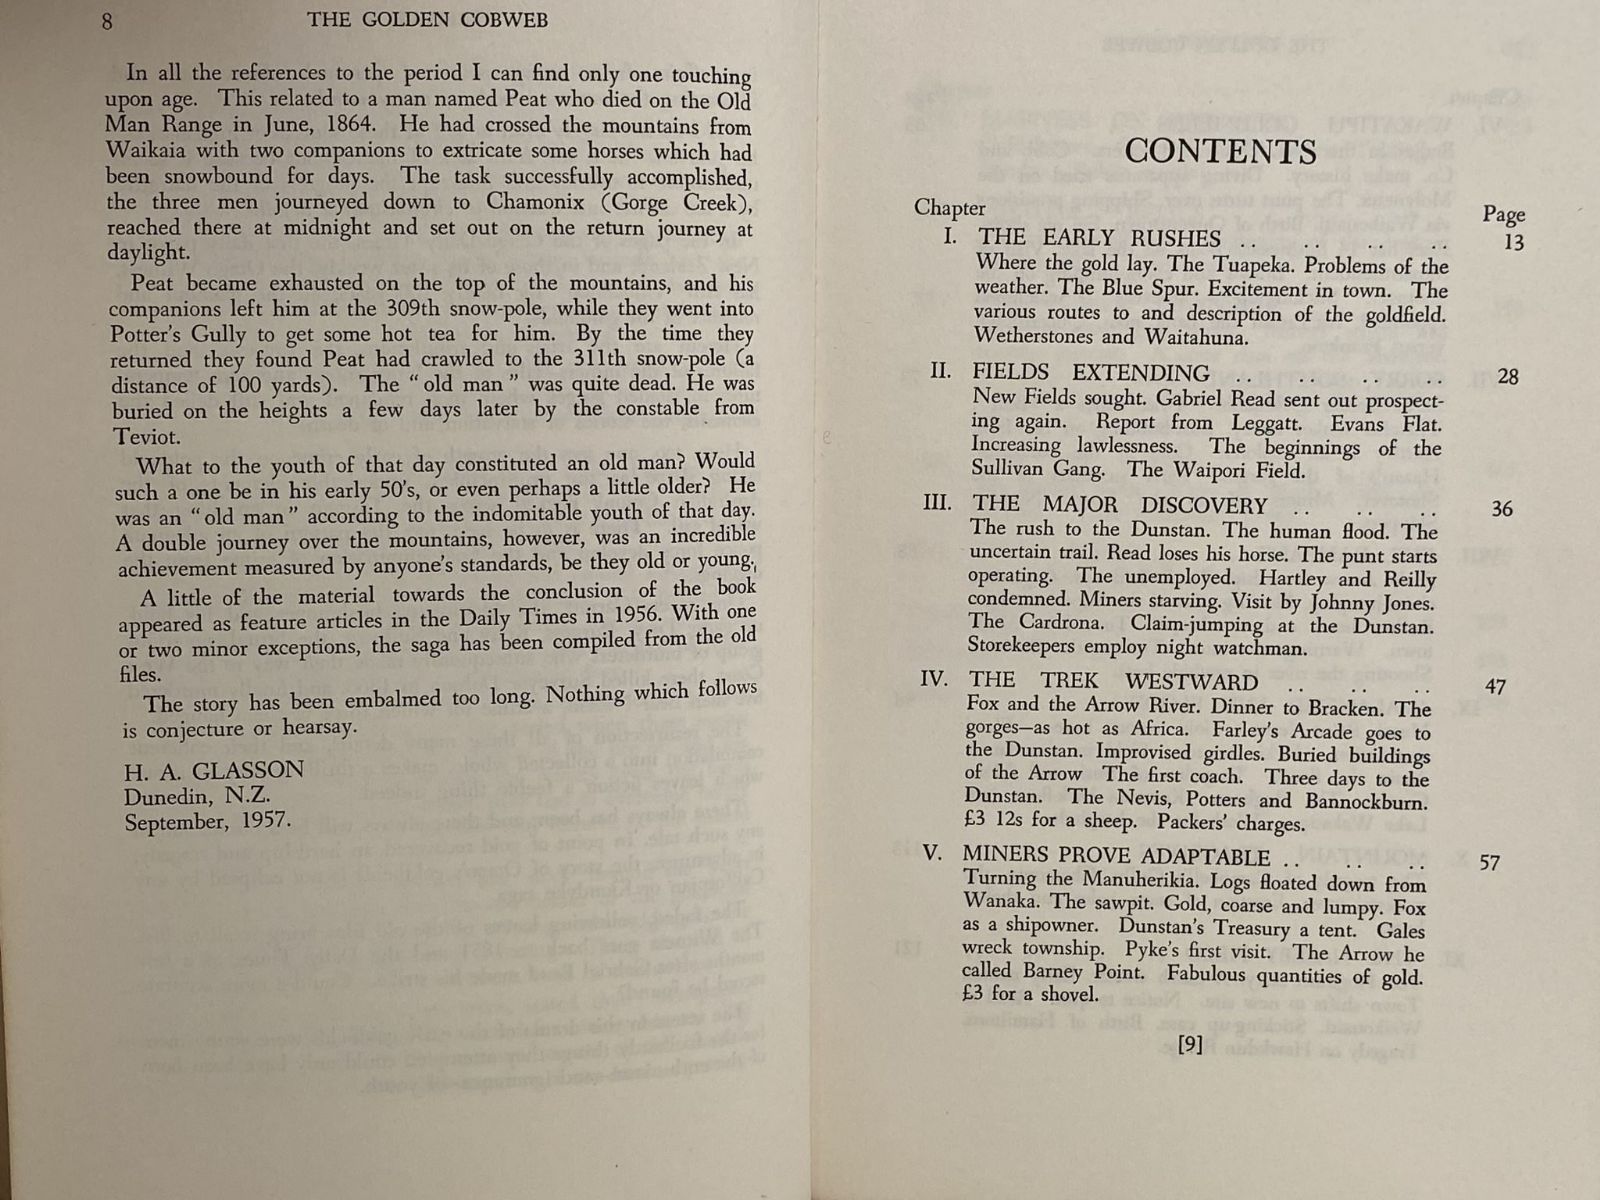 8 THE GOLDEN COBWEB
In all the references to the period I can find only one touching
upon age. This related to a man named Peat who died on the Old
Man Range in June, 1864. He had crossed the mountains from
Waikaia with two companions to extricate some horses which had
been snowbound for days. The task successfully accomplished,
the three men journeyed down to Chamonix (Gorge Creek),
reached there at midnight and set out on the return journey at
daylight.
Peat became exhausted on the top of the mountains, and his
companions left him at the 309th snow-pole, while they went into
Potter's Gully to get some hot tea for him. By the time they
returned they found Peat had crawled to the 311th snow-pole (a
distance of 100 yards). The "old man" was quite dead. He was
buried on the heights a few days later by the constable from
Teviot.
What to the youth of that day constituted an old man? Would
such a one be in his early 50's, or even perhaps a little older? He
was an "old man" according to the indomitable youth of that day.
A double journey over the mountains, however, was an incredible
achievement measured by anyone's standards, be they old or young.
A little of the material towards the conclusion of the book
appeared as feature articles in the Daily Times in 1956. With one
or two minor exceptions, the saga has been compiled from the old
files.
The story has been embalmed too long. Nothing which follows
is conjecture or hearsay.
H. A. GLASSON
Dunedin, N.Z.
September, 1957.
CONTENTS
Chapter Page
I. THE EARLY RUSHES .. .. .. .. 13
Where the gold lay. The Tuapeka. Problems of the
weather. The Blue Spur. Excitement in town. The
various routes to and description of the goldfield.
Wetherstones and Waitahuna.
II. FIELDS EXTENDING .. .. .. .. 28
New Fields sought. Gabriel Read sent out prospect-
ing again. Report from Leggatt. Evans Flat.
Increasing lawlessness. The beginnings of the
Sullivan Gang. The Waipori Field.
III. THE MAJOR DISCOVERY .. .. .. 36
The rush to the Dunstan. The human flood. The
uncertain trail. Read loses his horse. The punt starts
operating. The unemployed. Hartley and Reilly
condemned. Miners starving. Visit by Johnny Jones.
The Cardrona. Claim-jumping at the Dunstan.
Storekeepers employ night watchman.
IV. THE TREK WESTWARD .. .. .. 47
Fox and the Arrow River. Dinner to Bracken. The
gorges—as hot as Africa. Farley's Arcade goes to
the Dunstan. Improvised girdles. Buried buildings
of the Arrow The first coach. Three days to the
Dunstan. The Nevis, Potters and Bannockburn.
£3 12s for a sheep. Packers' charges.
V. MINERS PROVE ADAPTABLE .. .. .. 57
Turning the Manuherikia. Logs floated down from
Wanaka. The sawpit. Gold, coarse and lumpy. Fox
as a shipowner. Dunstan's Treasury a tent. Gales
wreck township. Pyke's first visit. The Arrow he
called Barney Point. Fabulous quantities of gold.
£3 for a shovel.
[9]